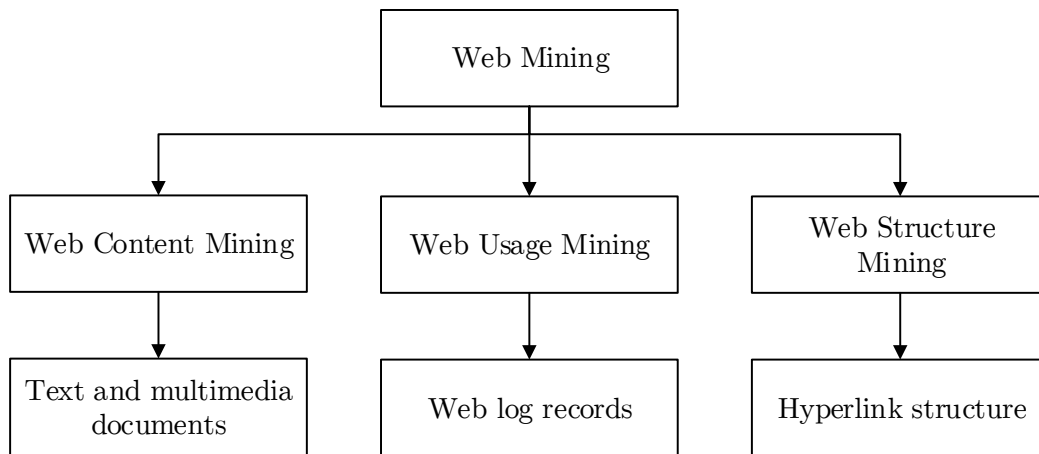 Web Mining
Web Content Mining
Web Usage Mining
Web Structure
Mining
Text and multimedia
documents
Web log records
Hyperlink structure